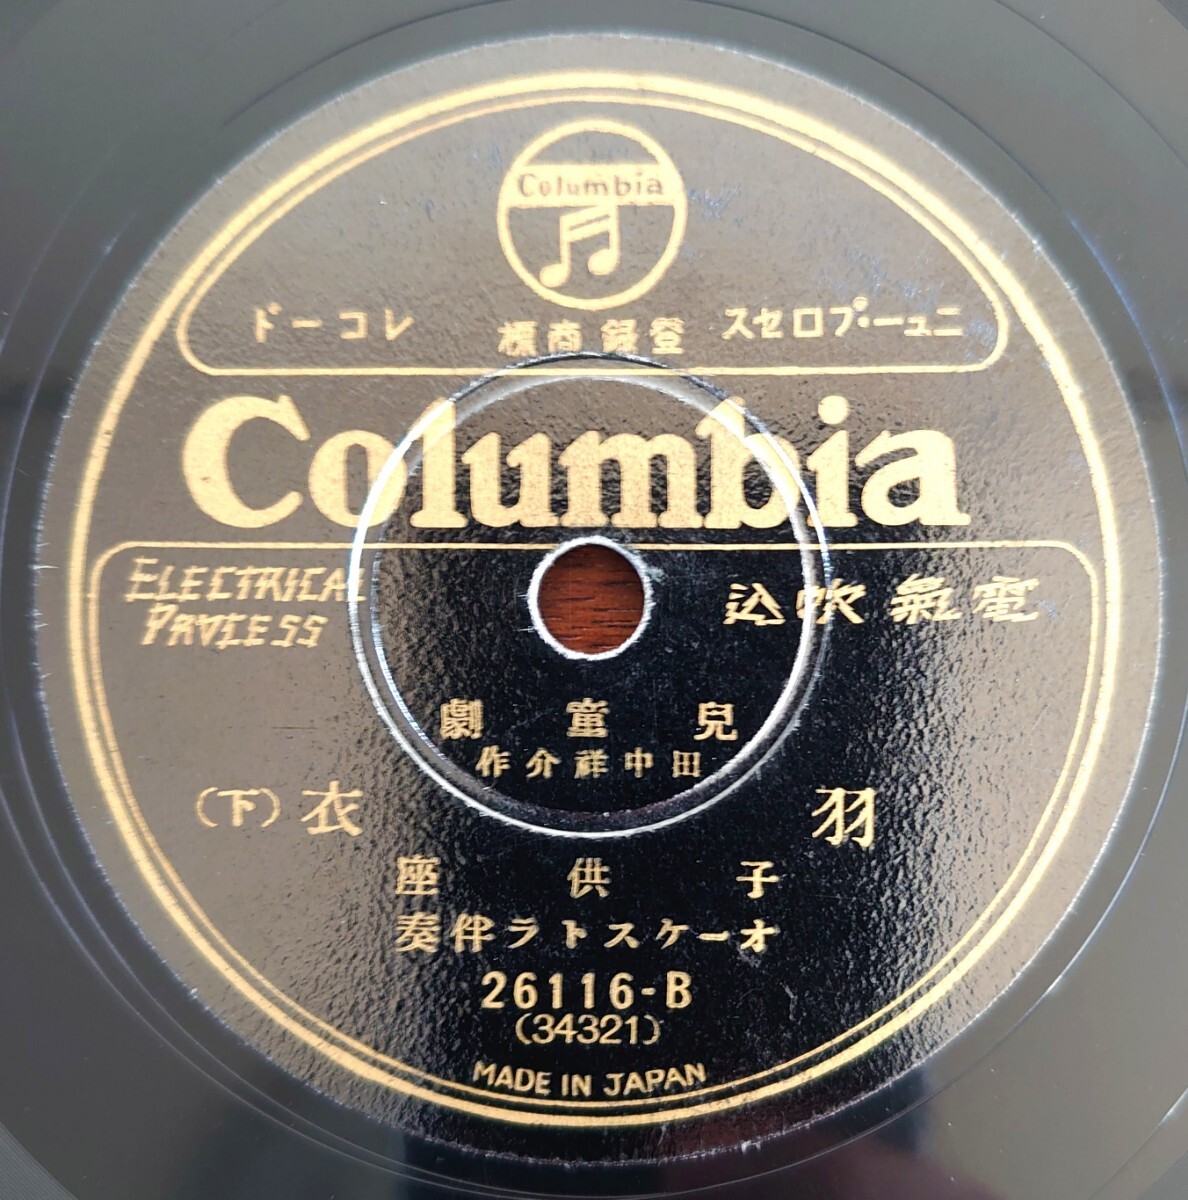 Columbia
ニュー・プロセス 登録商標 レコード
Columbia
ELECTRICAL
PROCESS
電氣吹込
兒童劇
田中祥介作
羽衣(下)
子供座
オーケストラ伴奏
26116-B
(34321)
MADE IN JAPAN